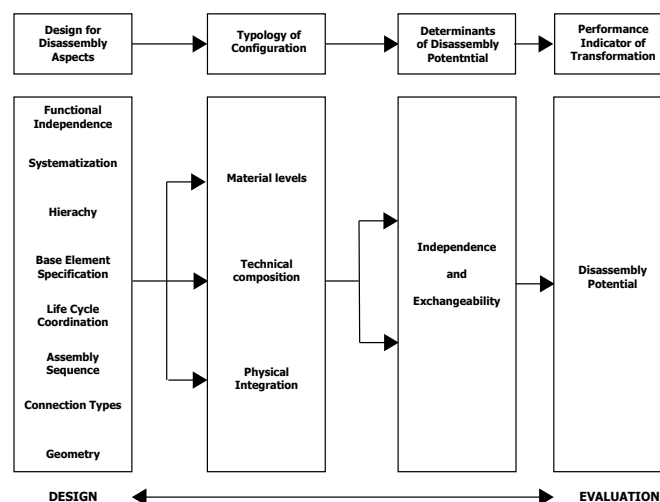 Design for
Disassembly
Aspects
Typology of
Configuration
Determinants
of Disassembly
Potentntial
Performance
Indicator of
Transformation
Functional
Independence
Systematization
Hierachy
Base Element
Specification
Life Cycle
Coordination
Assembly
Sequence
Connection Types
Geometry
Material levels
Technical
composition
Physical
Integration
Independence
and
Exchangeability
Disassembly
Potential
DESIGN
EVALUATION